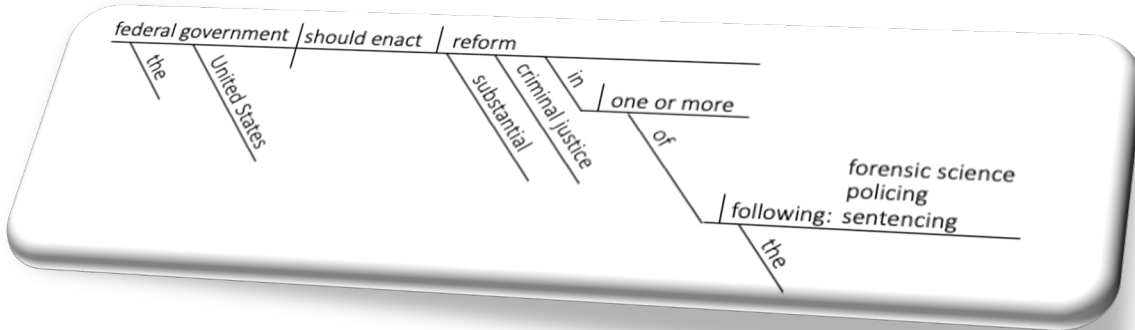 federal government should enact reform
the
United States
substantial
criminal justice
in
one or more
of
forensic science
policing
following: sentencing
the